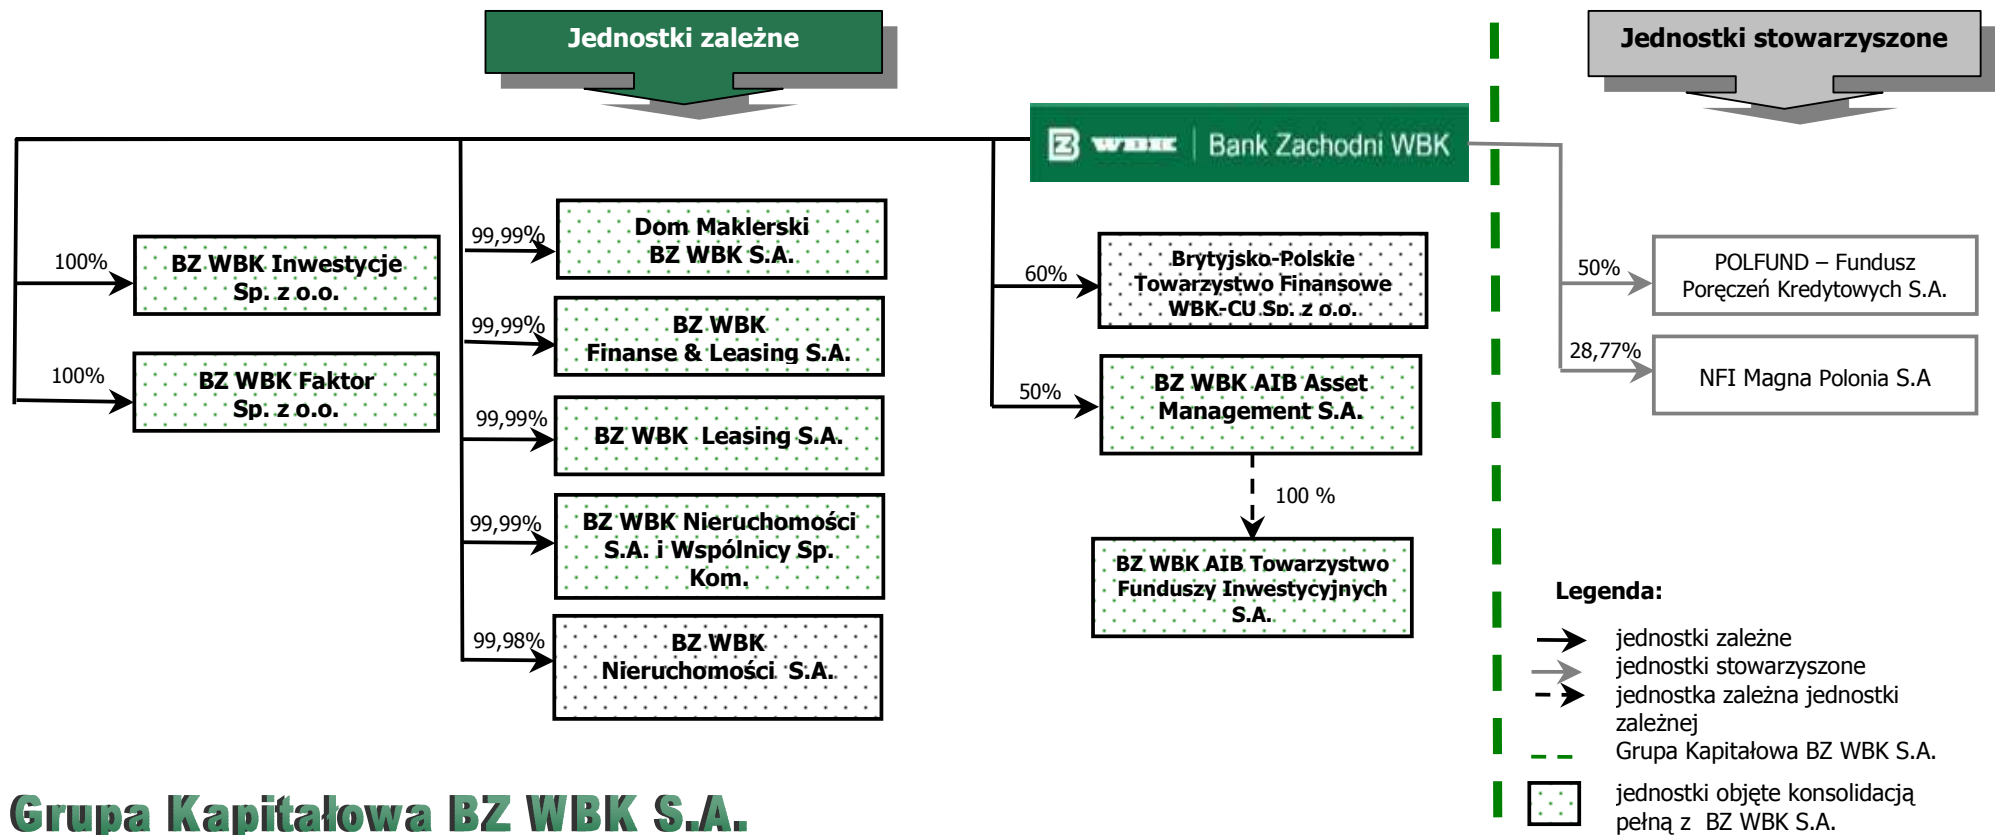 Jednostki zależne
Jednostki stowarzyszone
BZ WBK | Bank Zachodni WBK
100%
BZ WBK Inwestycje
Sp. z o.o.
100%
BZ WBK Faktor
Sp. z o.o.
99,99%
Dom Maklerski
BZ WBK S.A.
99,99%
BZ WBK
Finanse & Leasing S.A.
99,99%
BZ WBK Leasing S.A.
99,99%
BZ WBK Nieruchomości
S.A. i Wspólnicy Sp.
Kom.
99,98%
BZ WBK
Nieruchomości S.A.
60%
Brytyjsko-Polskie
Towarzystwo Finansowe
WBK-CU Sp. z o.o.
50%
BZ WBK AIB Asset
Management S.A.
100 %
BZ WBK AIB Towarzystwo
Funduszy Inwestycyjnych
S.A.
50%
POLFUND – Fundusz
Poręczeń Kredytowych S.A.
28,77%
NFI Magna Polonia S.A
Legenda:
jednostki zależne
jednostki stowarzyszone
jednostka zależna jednostki
zależnej
Grupa Kapitałowa BZ WBK S.A.
jednostki objęte konsolidacją
pełną z BZ WBK S.A.
Grupa Kapitałowa BZ WBK S.A.